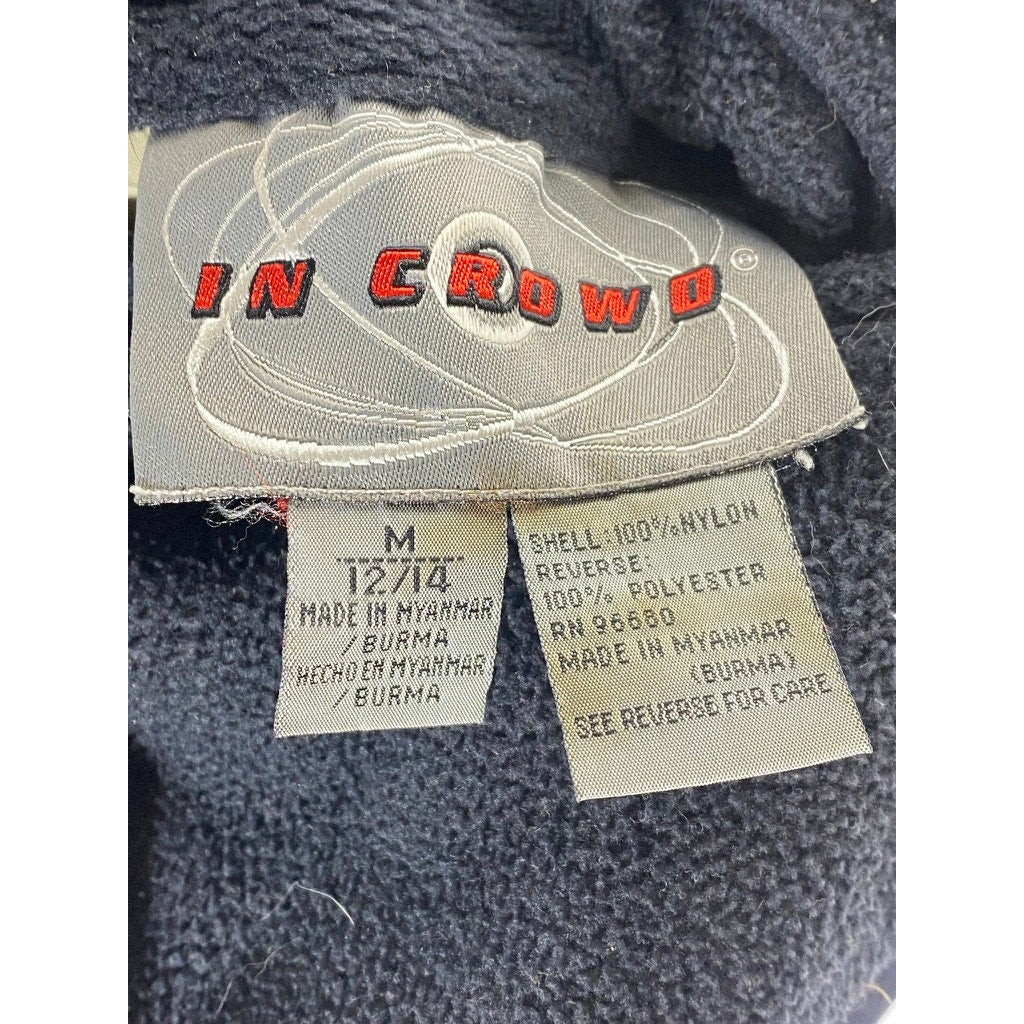 IN CROWD®
M
12/14
MADE IN MYANMAR
/BURMA
HECHO EN MYANMAR
/BURMA
SHELL: 100% NYLON
REVERSE:
100% POLYESTER
RN 96680
MADE IN MYANMAR
(BURMA)
SEE REVERSE FOR CARE